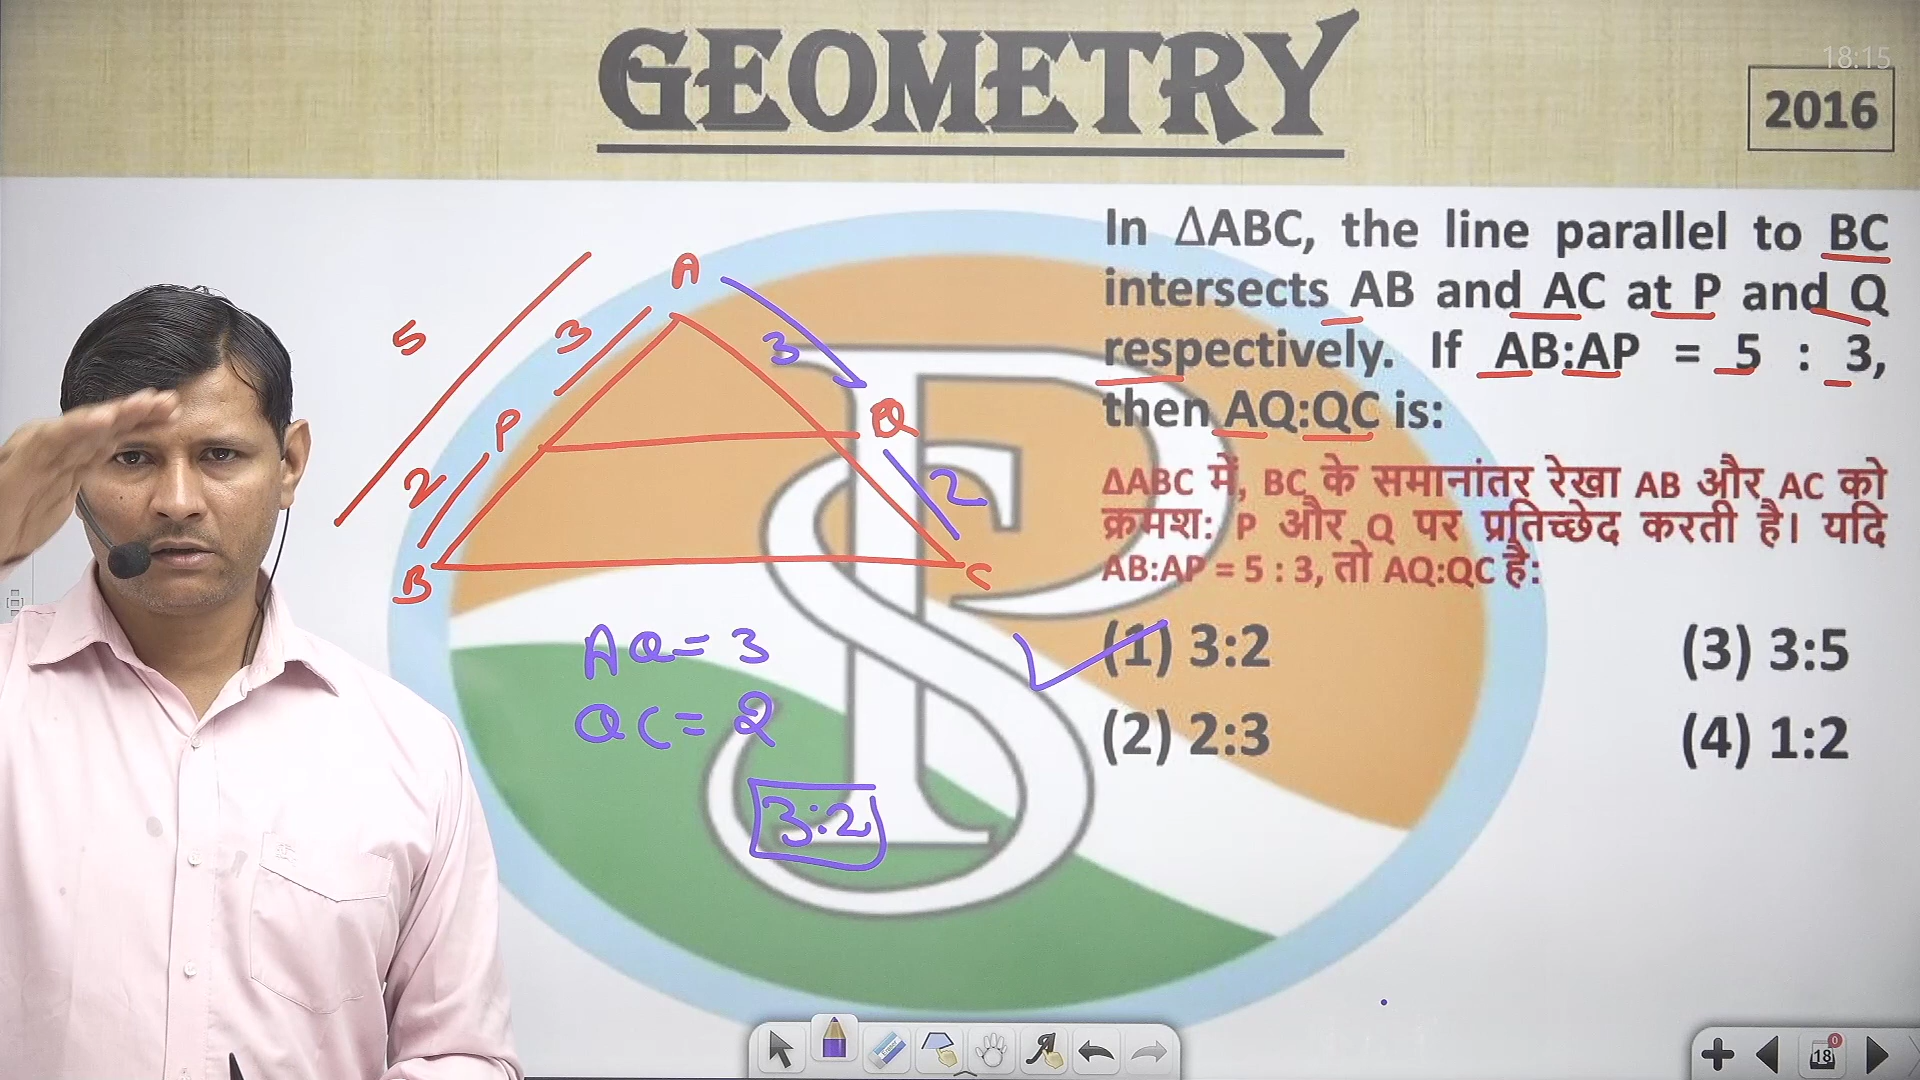 GEOMETRY
18:15
2016
In ΔABC, the line parallel to BC
intersects AB and AC at P and Q
respectively. If AB:AP = 5 : 3,
then AQ:QC is:
ΔABC में, BC के समानांतर रेखा AB और AC को
क्रमश: P और Q पर प्रतिच्छेद करती है। यदि
AB:AP = 5 : 3, तो AQ:QC है:
(1) 3:2
(3) 3:5
(2) 2:3
(4) 1:2
A
5
3
3
P
Q
2
2
B
C
AQ = 3
QC = 2
3:2
18
0